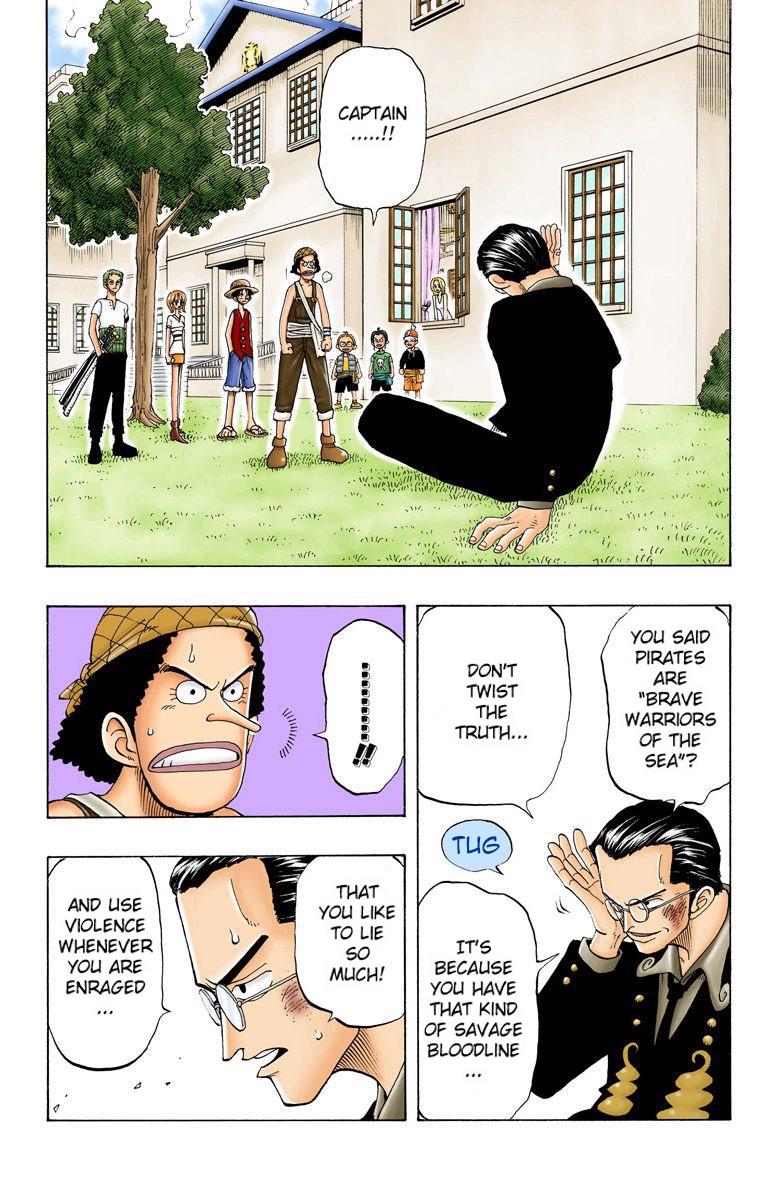 CAPTAIN
.....!!
YOU SAID
PIRATES
ARE
"BRAVE
WARRIORS
OF THE
SEA"?
DON'T
TWIST
THE
TRUTH...
TUG
IT'S
BECAUSE
YOU HAVE
THAT KIND
OF SAVAGE
BLOODLINE
...
...........!!
THAT
YOU LIKE
TO LIE
SO
MUCH!
AND USE
VIOLENCE
WHENEVER
YOU ARE
ENRAGED
...